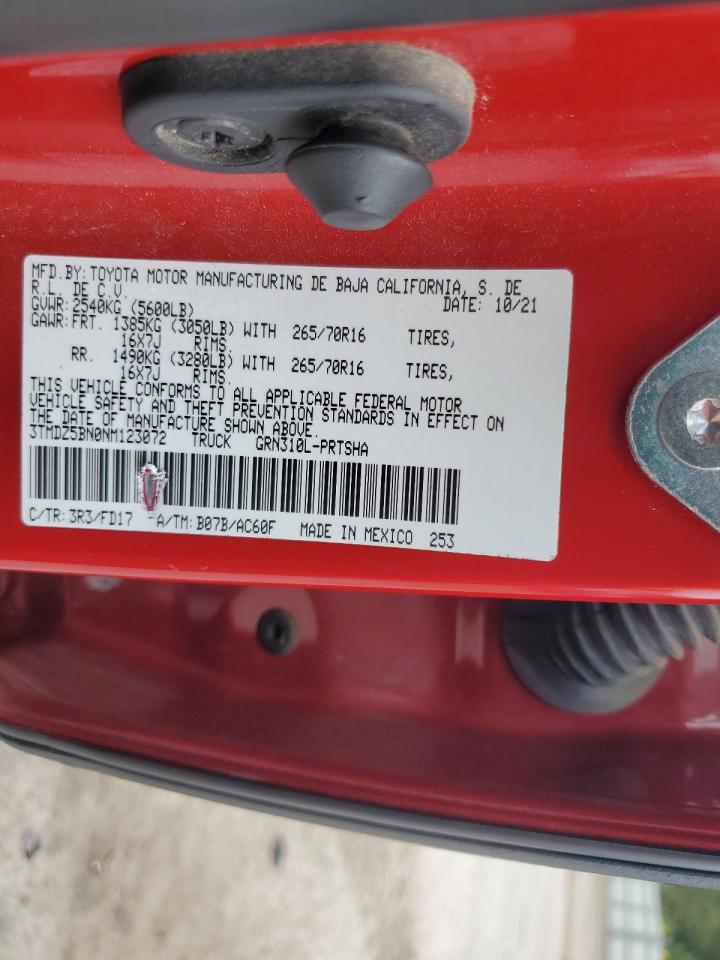 MFD.BY:TOYOTA MOTOR MANUFACTURING DE BAJA CALIFORNIA, S. DE
R.L. DE C.V. DATE: 10/21
GVWR:2540KG (5600LB)
GAWR:FRT. 1385KG (3050LB) WITH 265/70R16 TIRES,
16X7J RIMS.
RR. 1490KG (3280LB) WITH 265/70R16 TIRES,
16X7J RIMS.
THIS VEHICLE CONFORMS TO ALL APPLICABLE FEDERAL MOTOR
VEHICLE SAFETY AND THEFT PREVENTION STANDARDS IN EFFECT ON
THE DATE OF MANUFACTURE SHOWN ABOVE.
3TMDZ5BN0NM123072 TRUCK GRN310L-PRTSHA
C/TR:3R3/FD17 -A/TM:B07B/AC60F MADE IN MEXICO 253